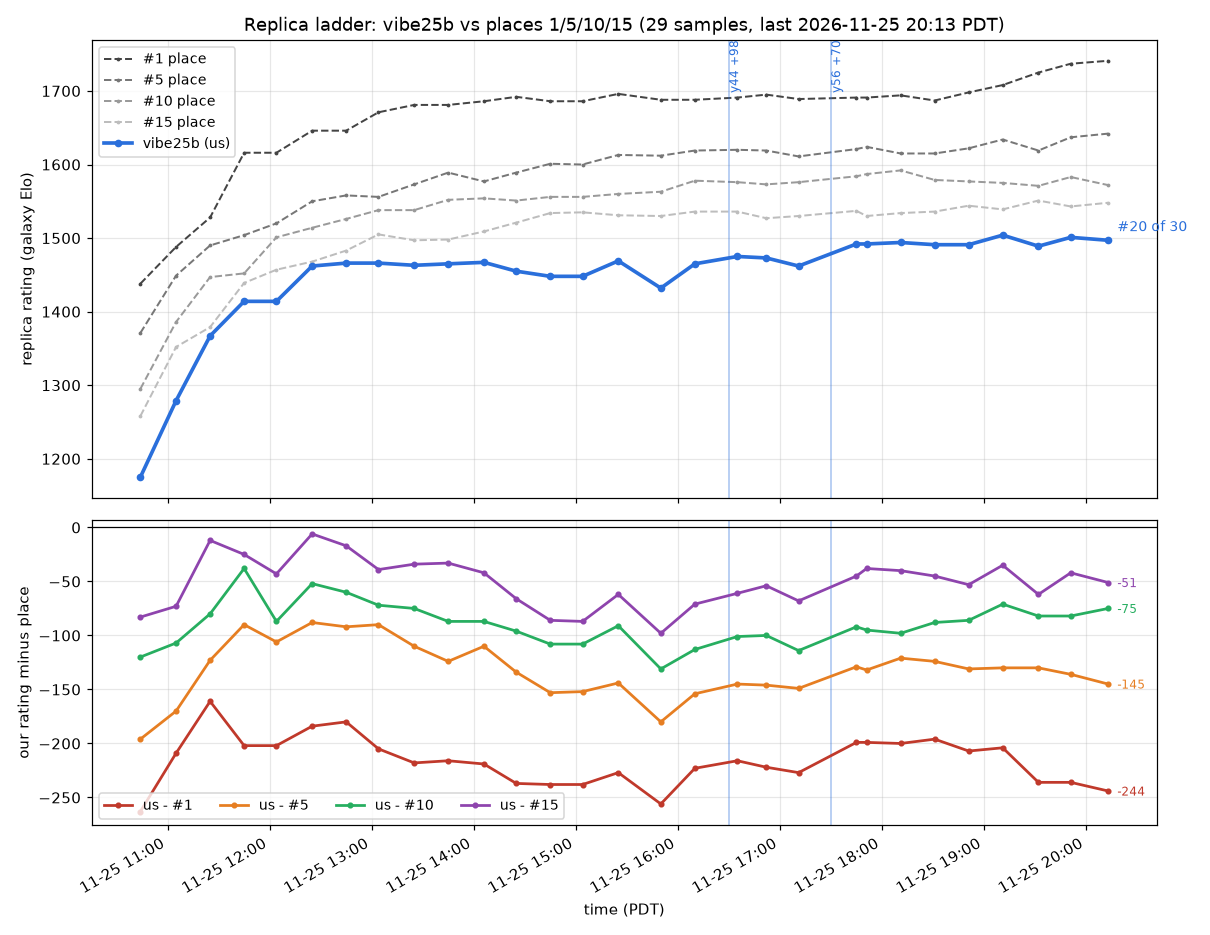 Replica ladder: vibe25b vs places 1/5/10/15 (29 samples, last 2026-11-25 20:13 PDT)
y44 +98
y56 +70
#1 place
#5 place
#10 place
#15 place
vibe25b (us)
replica rating (galaxy Elo)
1700
1600
1500
1400
1300
1200
#20 of 30
our rating minus place
0
−50
−100
−150
−200
−250
-51
-75
-145
-244
us - #1
us - #5
us - #10
us - #15
11-25 11:00
11-25 12:00
11-25 13:00
11-25 14:00
11-25 15:00
11-25 16:00
11-25 17:00
11-25 18:00
11-25 19:00
11-25 20:00
time (PDT)